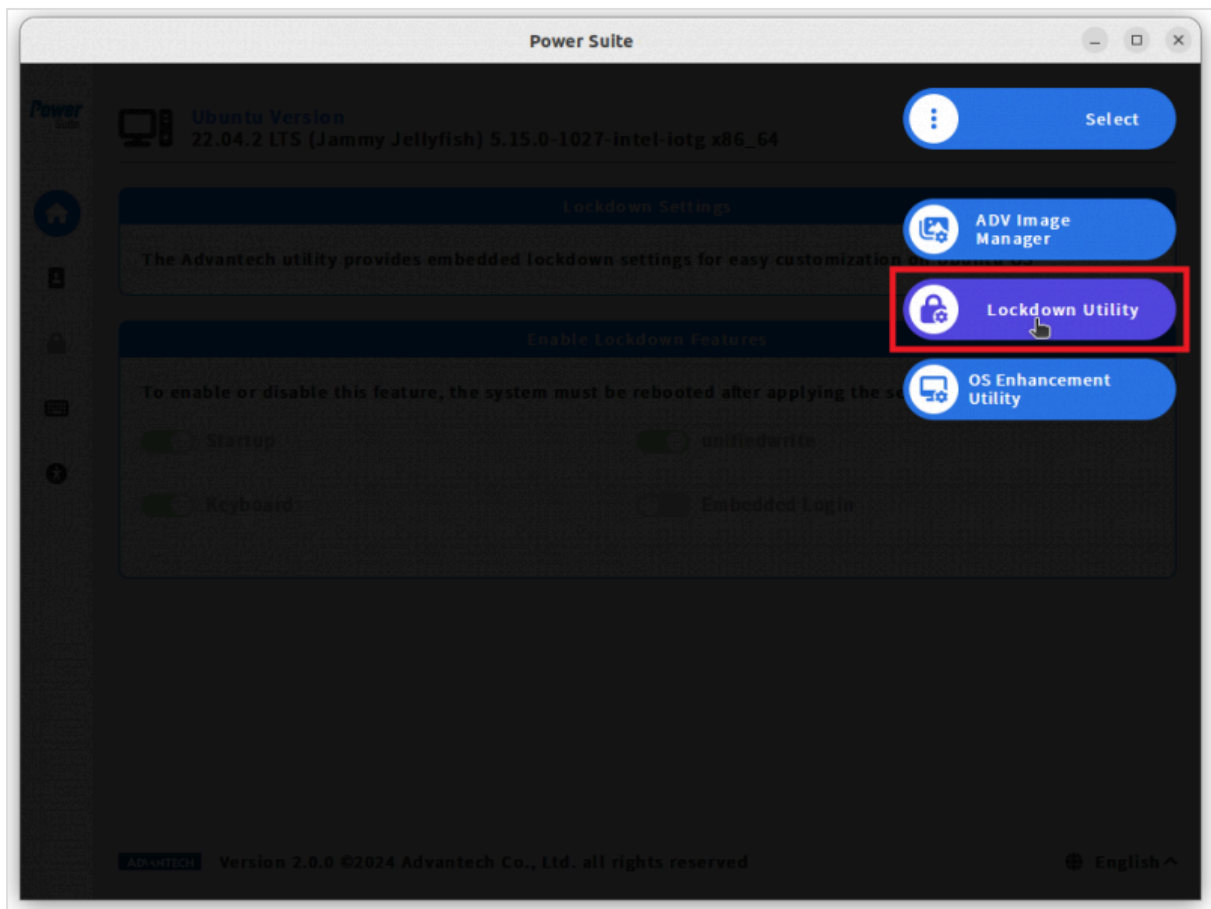 Power Suite
Power
Suite
Ubuntu Version
22.04.2 LTS (Jammy Jellyfish) 5.15.0-1027-intel-iotg x86_64
Select
Lockdown Settings
ADV Image
Manager
The Advantech utility provides embedded lockdown settings for easy customization on Ubuntu OS
Lockdown Utility
Enable Lockdown Features
OS Enhancement
Utility
To enable or disable this feature, the system must be rebooted after applying the
Startup
unifiedwrite
Keyboard
Embedded Login
ADVANTECH Version 2.0.0 ©2024 Advantech Co., Ltd. all rights reserved
English